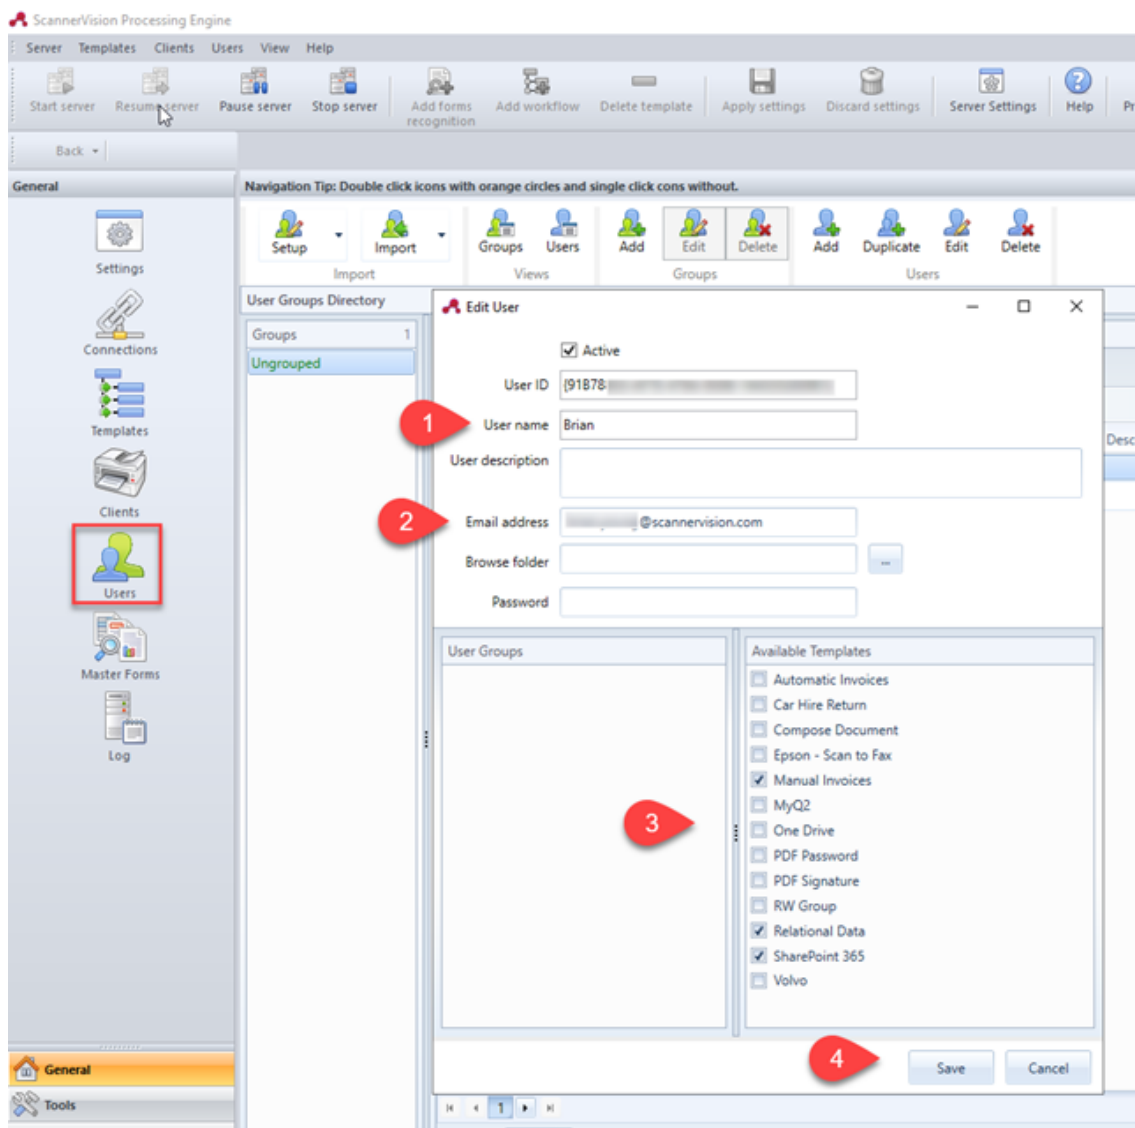 ScannerVision Processing Engine
Server Templates Clients Users View Help
Start server Resume server Pause server Stop server Add forms recognition Add workflow Delete template Apply settings Discard settings Server Settings Help Pr
Back
General
Navigation Tip: Double click icons with orange circles and single click cons without.
Setup Import Groups Users Add Edit Delete Add Duplicate Edit Delete
Import Views Groups Users
Settings
Connections
Templates
Clients
Users
Master Forms
Log
General
Tools
User Groups Directory
Groups 1
Ungrouped
Edit User
Active
User ID {91B78
1 User name Brian
User description
2 Email address @scannervision.com
Browse folder ...
Password
User Groups
3
Available Templates
Automatic Invoices
Car Hire Return
Compose Document
Epson - Scan to Fax
Manual Invoices
MyQ2
One Drive
PDF Password
PDF Signature
RW Group
Relational Data
SharePoint 365
Volvo
4 Save Cancel
Desc
1